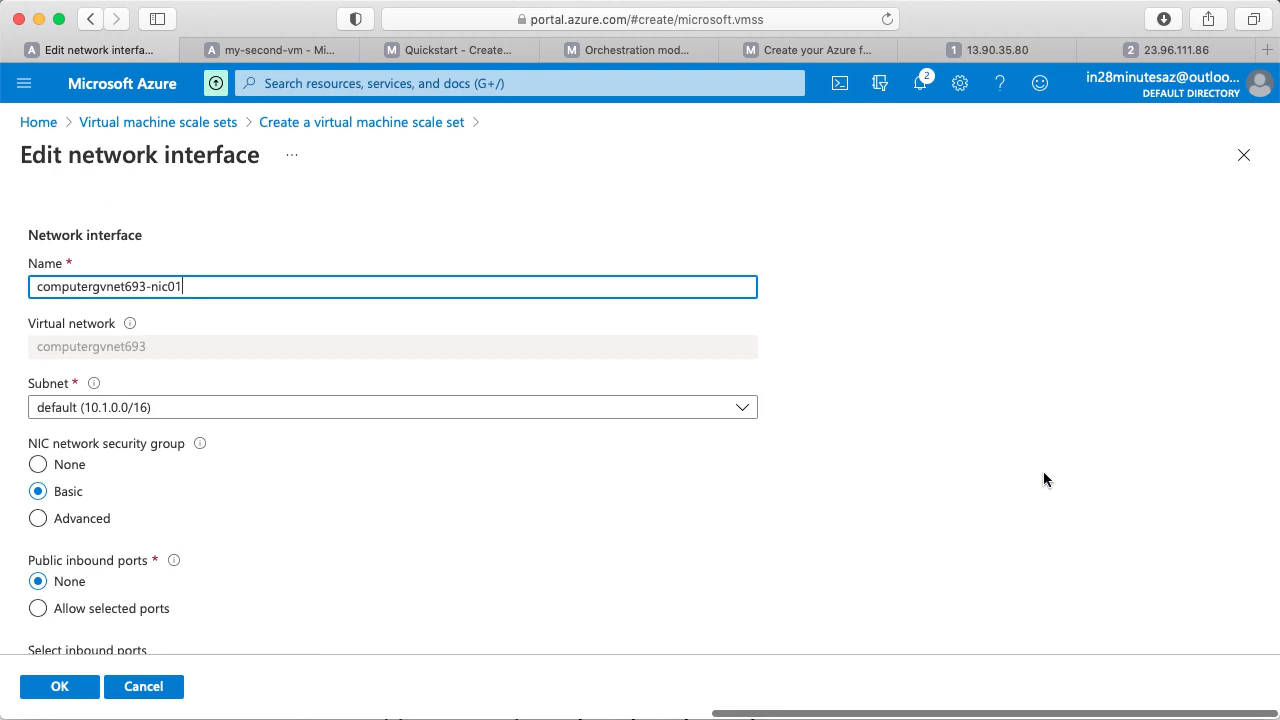 portal.azure.com/#create/microsoft.vmss
A Edit network interfa...
A my-second-vm - Mi...
M Quickstart - Create...
M Orchestration mod...
M Create your Azure f...
1 13.90.35.80
2 23.96.111.86
Microsoft Azure
Search resources, services, and docs (G+/)
2
in28minutesaz@outloo...
DEFAULT DIRECTORY
Home > Virtual machine scale sets > Create a virtual machine scale set >
Edit network interface ...
Network interface
Name *
computergvnet693-nic01
Virtual network
computergvnet693
Subnet *
default (10.1.0.0/16)
NIC network security group
None
Basic
Advanced
Public inbound ports *
None
Allow selected ports
Select inbound ports
OK
Cancel